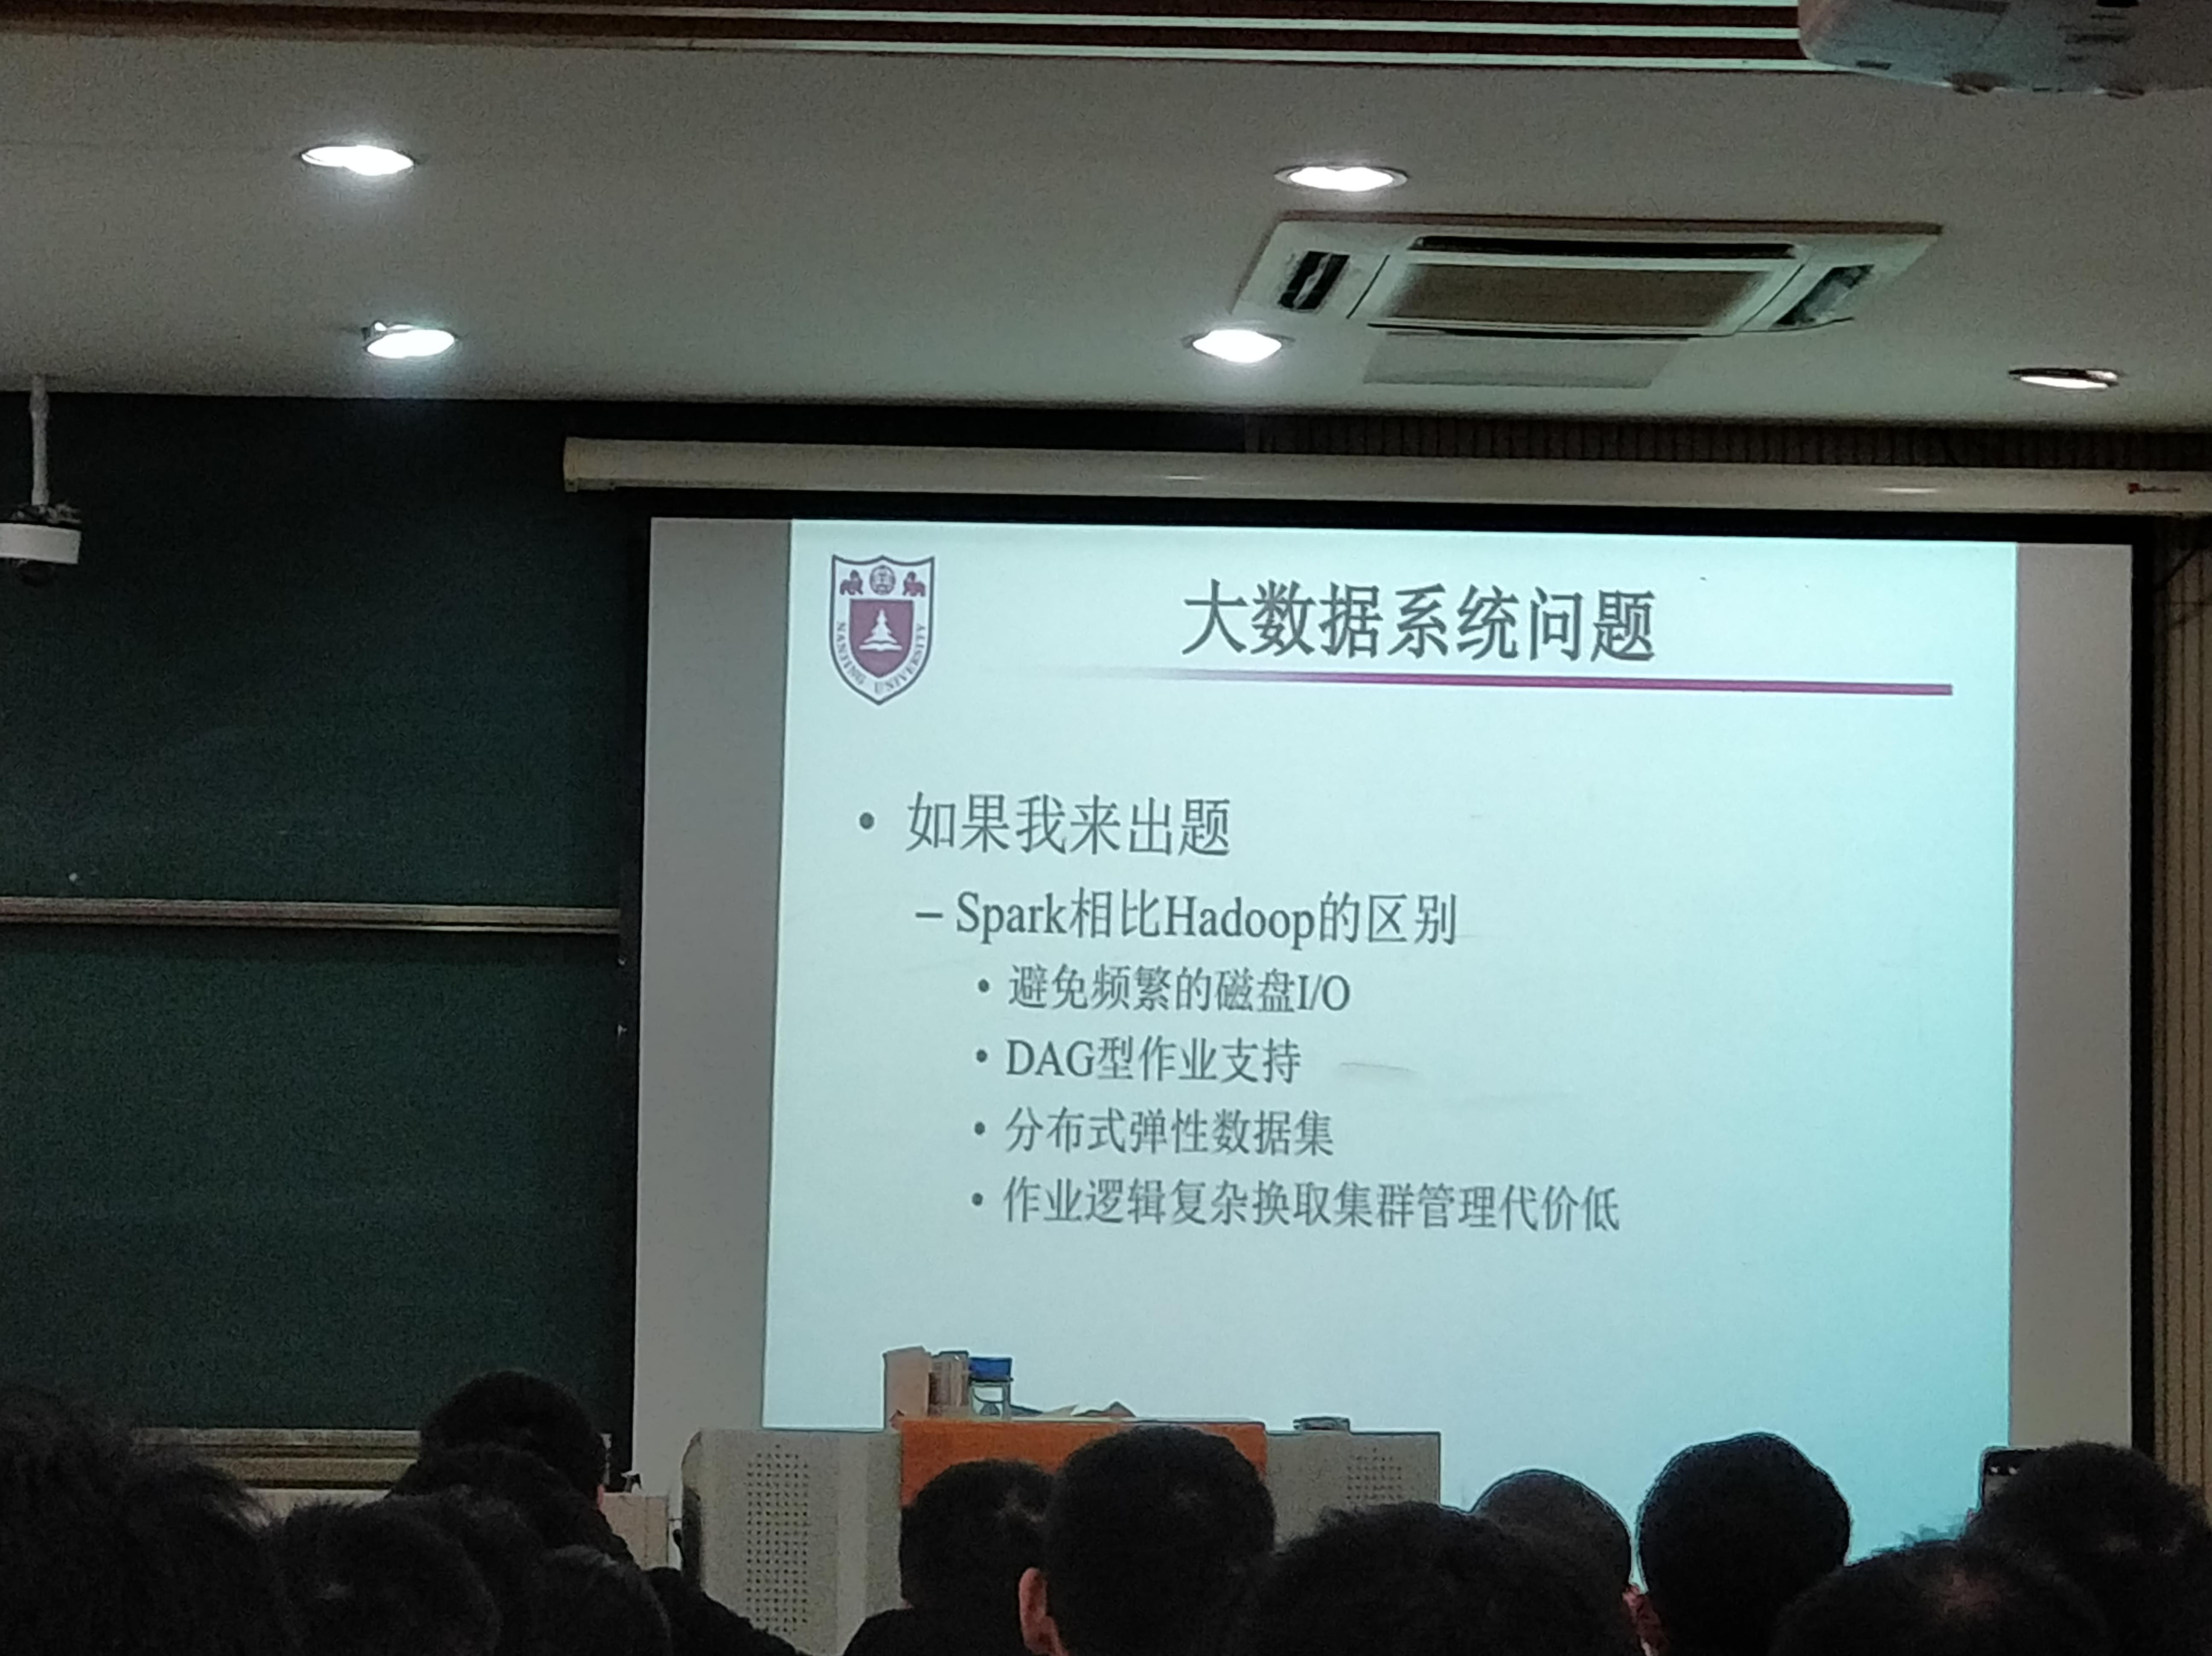 NANJING UNIVERSITY
大数据系统问题
• 如果我来出题
– Spark相比Hadoop的区别
• 避免频繁的磁盘I/O
• DAG型作业支持
• 分布式弹性数据集
• 作业逻辑复杂换取集群管理代价低